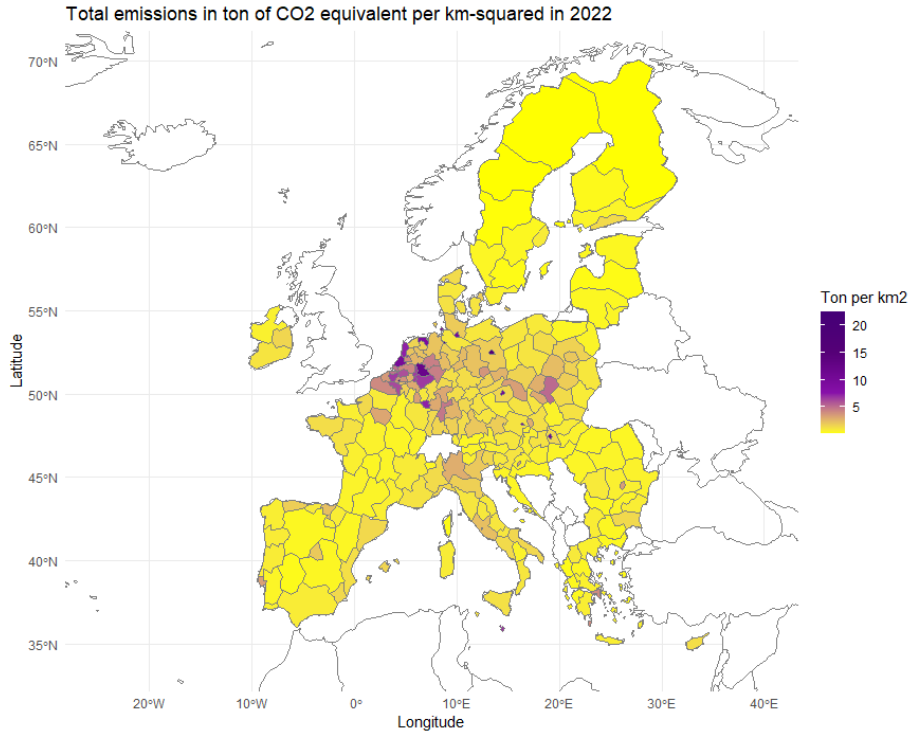 Total emissions in ton of CO2 equivalent per km-squared in 2022
70°N
65°N
60°N
55°N
50°N
45°N
40°N
35°N
Latitude
20°W
10°W
0°
10°E
20°E
30°E
40°E
Longitude
Ton per km2
20
15
10
5